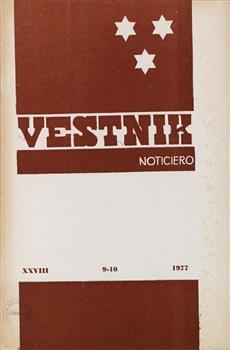 VESTNIK
NOTICIERO
XXVIII 9-10 1977